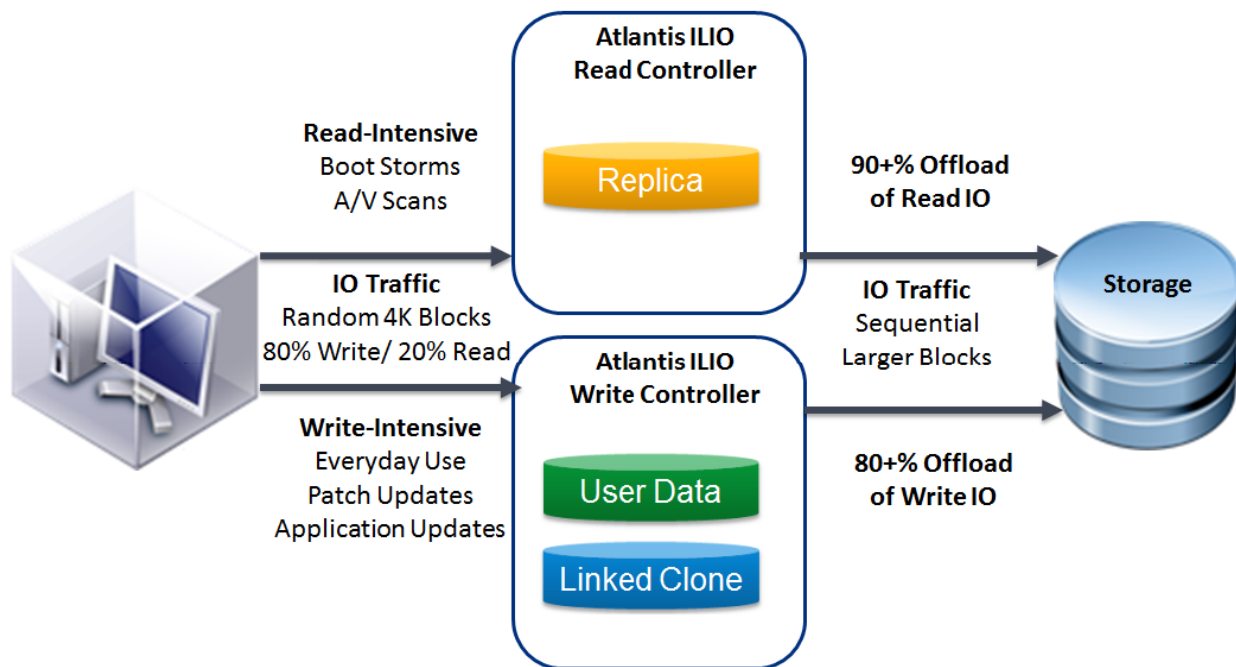 Atlantis ILIO
Read Controller
Replica
Read-Intensive
Boot Storms
A/V Scans
IO Traffic
Random 4K Blocks
80% Write/ 20% Read
Write-Intensive
Everyday Use
Patch Updates
Application Updates
Atlantis ILIO
Write Controller
User Data
Linked Clone
90+% Offload
of Read IO
IO Traffic
Sequential
Larger Blocks
80+% Offload
of Write IO
Storage